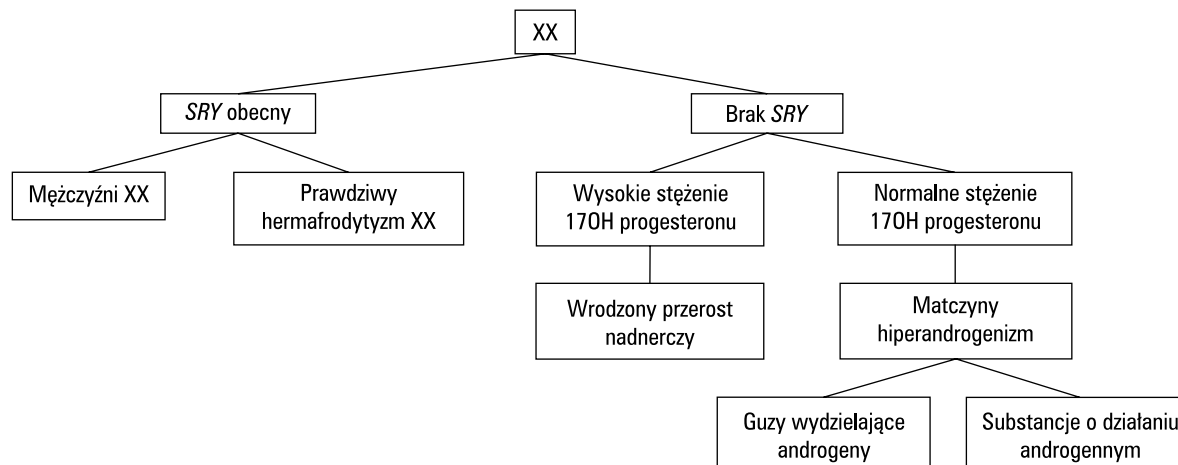 XX
SRY obecny
Brak SRY
Mężczyźni XX
Prawdziwy
hermafrodytyzm XX
Wysokie stężenie
17OH progesteronu
Normalne stężenie
17OH progesteronu
Wrodzony przerost
nadnerczy
Matczyny
hiperandrogenizm
Guzy wydzielające
androgeny
Substancje o działaniu
androgennym